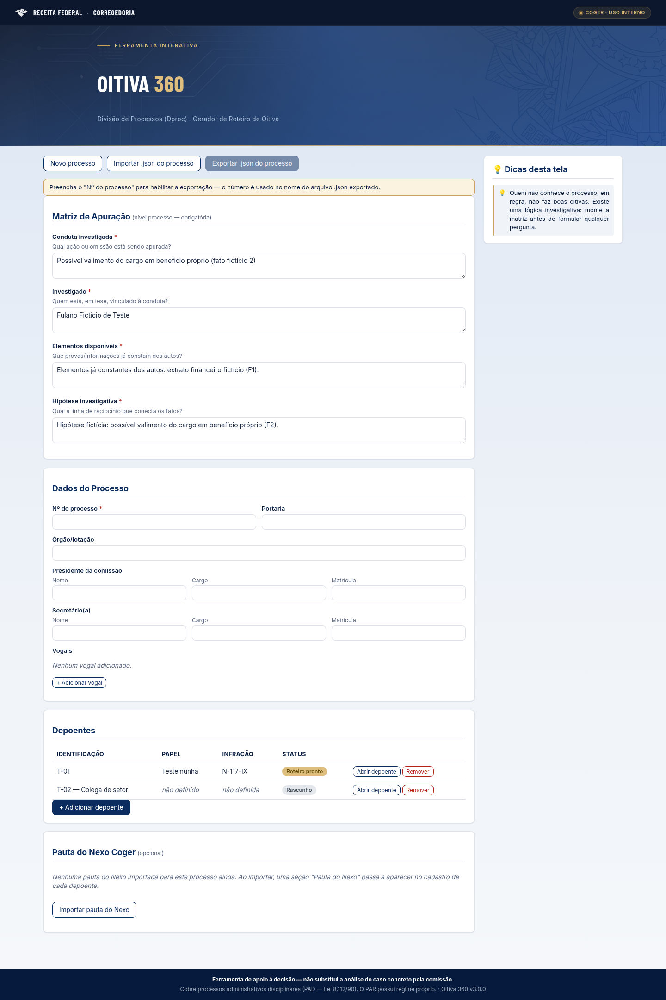 RECEITA FEDERAL · CORREGEDORIA
COGER · USO INTERNO
FERRAMENTA INTERATIVA
OITIVA 360
Divisão de Processos (Dproc) · Gerador de Roteiro de Oitiva
15 D
REPÚ
Novo processo
Importar .json do processo
Exportar .json do processo
Preencha o "Nº do processo" para habilitar a exportação — o número é usado no nome do arquivo .json exportado.
Matriz de Apuração (nível processo — obrigatória)
Conduta investigada *
Qual ação ou omissão está sendo apurada?
Possível valimento do cargo em benefício próprio (fato fictício 2)
Investigado *
Quem está, em tese, vinculado à conduta?
Fulano Fictício de Teste
Elementos disponíveis *
Que provas/informações já constam dos autos?
Elementos já constantes dos autos: extrato financeiro fictício (F1).
Hipótese investigativa *
Qual a linha de raciocínio que conecta os fatos?
Hipótese fictícia: possível valimento do cargo em benefício próprio (F2).
💡 Dicas desta tela
💡 Quem não conhece o processo, em
regra, não faz boas oitivas. Existe
uma lógica investigativa: monte a
matriz antes de formular qualquer
pergunta.
Dados do Processo
Nº do processo *
Portaria
Órgão/lotação
Presidente da comissão
Nome
Cargo
Matrícula
Secretário(a)
Nome
Cargo
Matrícula
Vogais
Nenhum vogal adicionado.
+ Adicionar vogal
Depoentes
IDENTIFICAÇÃO PAPEL INFRAÇÃO STATUS
T-01 Testemunha N-117-IX Roteiro pronto Abrir depoente Remover
T-02 — Colega de setor não definido não definida Rascunho Abrir depoente Remover
+ Adicionar depoente
Pauta do Nexo Coger (opcional)
Nenhuma pauta do Nexo importada para este processo ainda. Ao importar, uma seção "Pauta do Nexo" passa a aparecer no cadastro de
cada depoente.
Importar pauta do Nexo
Ferramenta de apoio à decisão — não substitui a análise do caso concreto pela comissão.
Cobre processos administrativos disciplinares (PAD — Lei 8.112/90). O PAR possui regime próprio. · Oitiva 360 v3.0.0